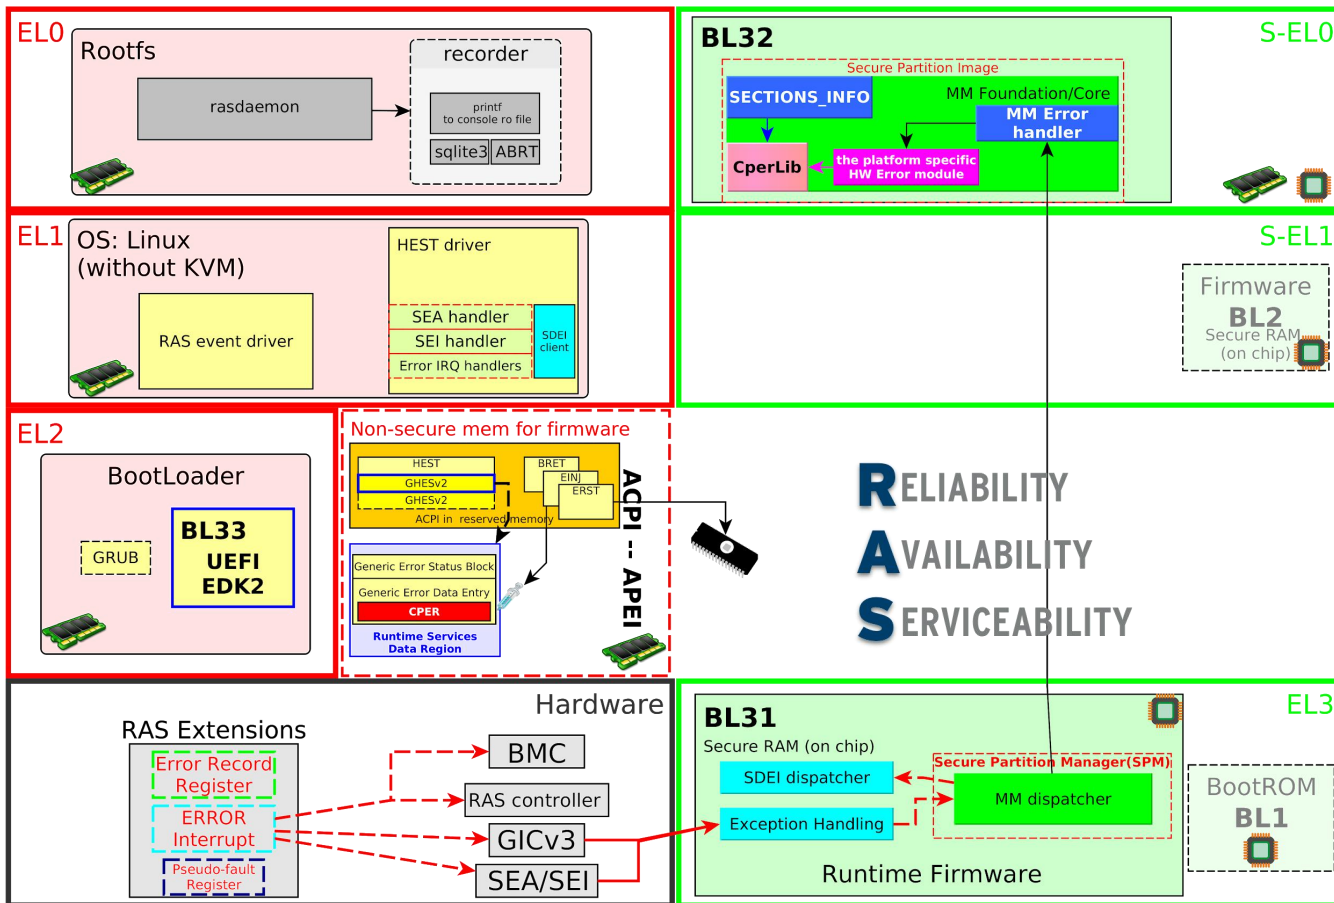 EL0
Rootfs
rasdaemon
recorder
printf
to console ro file
sqlite3
ABRT
S-EL0
BL32
Secure Partition Image
SECTIONS_INFO
MM Foundation/Core
MM Error
handler
CperLib
the platform specific
HW Error module
EL1
OS: Linux
(without KVM)
RAS event driver
HEST driver
SEA handler
SEI handler
Error IRQ handlers
SDEI
client
S-EL1
Firmware
BL2
Secure RAM
(on chip)
EL2
BootLoader
GRUB
BL33
UEFI
EDK2
Non-secure mem for firmware
HEST
GHESv2
GHESv2
BRET
EINJ
ERST
ACPI in reserved memory
ACPI -- APEI
Generic Error Status Block
Generic Error Data Entry
CPER
Runtime Services
Data Region
RELIABILITY
AVAILABILITY
SERVICEABILITY
Hardware
RAS Extensions
Error Record
Register
ERROR
Interrupt
Pseudo-fault
Register
BMC
RAS controller
GICv3
SEA/SEI
EL3
BL31
Secure RAM (on chip)
SDEI dispatcher
Exception Handling
Secure Partition Manager(SPM)
MM dispatcher
Runtime Firmware
BootROM
BL1